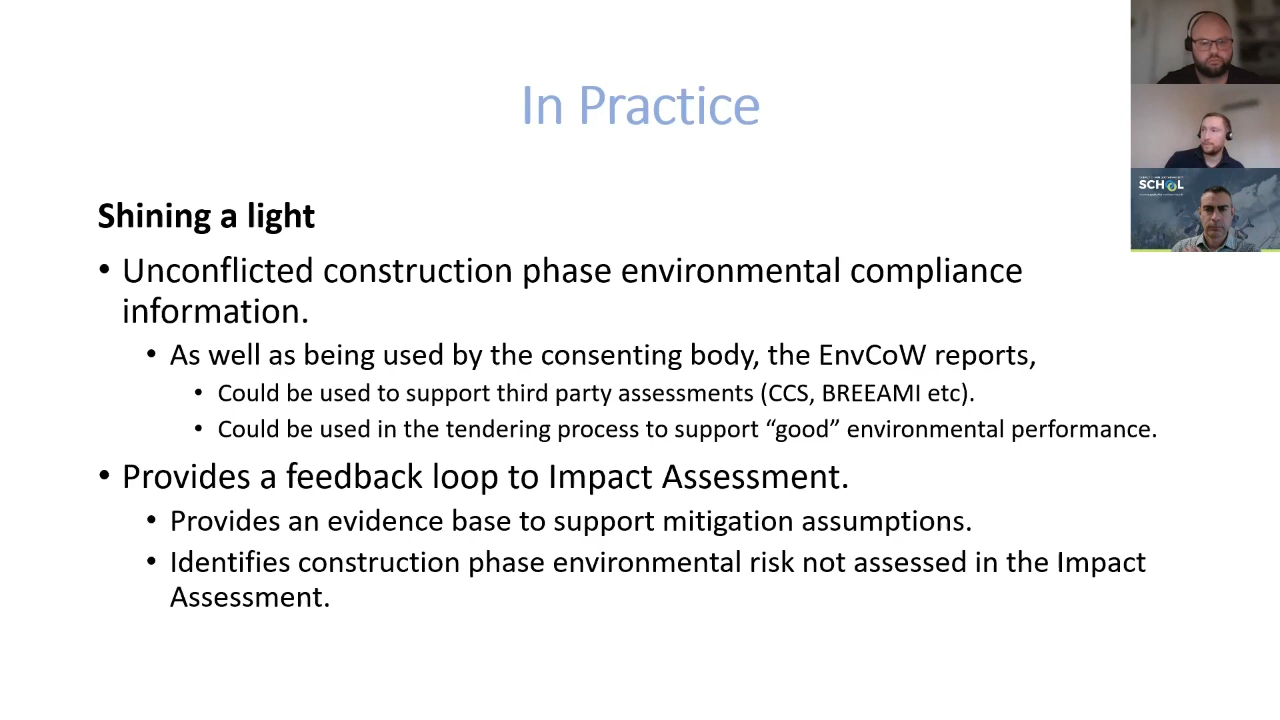 In Practice
SCHOOL
Shining a light
• Unconflicted construction phase environmental compliance
information.
• As well as being used by the consenting body, the EnvCoW reports,
• Could be used to support third party assessments (CCS, BREEAMI etc).
• Could be used in the tendering process to support “good” environmental performance.
• Provides a feedback loop to Impact Assessment.
• Provides an evidence base to support mitigation assumptions.
• Identifies construction phase environmental risk not assessed in the Impact
Assessment.